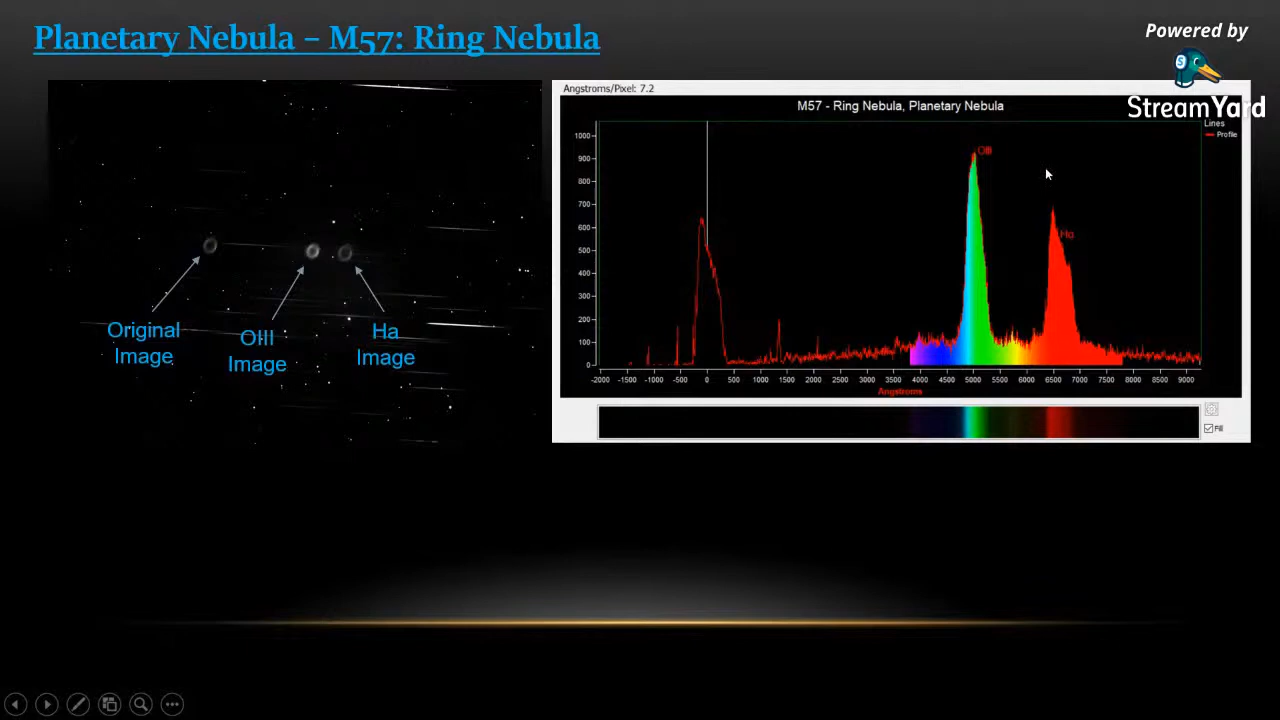 Planetary Nebula – M57: Ring Nebula
Powered by
S
StreamYard
Original
Image
OIII
Image
Ha
Image
Angstroms/Pixel: 7.2
M57 - Ring Nebula, Planetary Nebula
Lines
Profile
1000
900
800
700
600
500
400
300
200
100
0
OIII
Ha
-2000 -1500 -1000 -500 0 500 1000 1500 2000 2500 3000 3500 4000 4500 5000 5500 6000 6500 7000 7500 8000 8500 9000
Angstroms
Fill